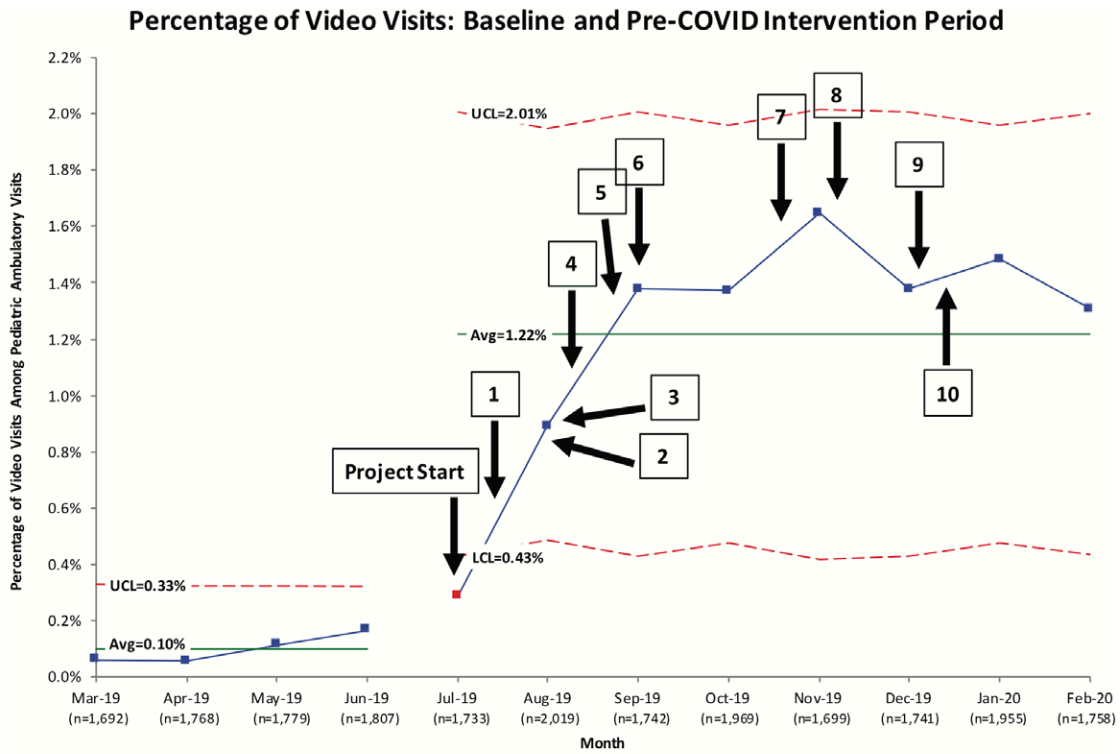 Percentage of Video Visits: Baseline and Pre-COVID Intervention Period
Percentage of Video Visits Among Pediatric Ambulatory Visits
2.2%
2.0%
1.8%
1.6%
1.4%
1.2%
1.0%
0.8%
0.6%
0.4%
0.2%
0.0%
UCL=0.33%
Avg=0.10%
UCL=2.01%
Avg=1.22%
LCL=0.43%
Project Start
1
2
3
4
5
6
7
8
9
10
Mar-19 Apr-19 May-19 Jun-19 Jul-19 Aug-19 Sep-19 Oct-19 Nov-19 Dec-19 Jan-20 Feb-20
(n=1,692) (n=1,768) (n=1,779) (n=1,807) (n=1,733) (n=2,019) (n=1,742) (n=1,969) (n=1,699) (n=1,741) (n=1,955) (n=1,758)
Month